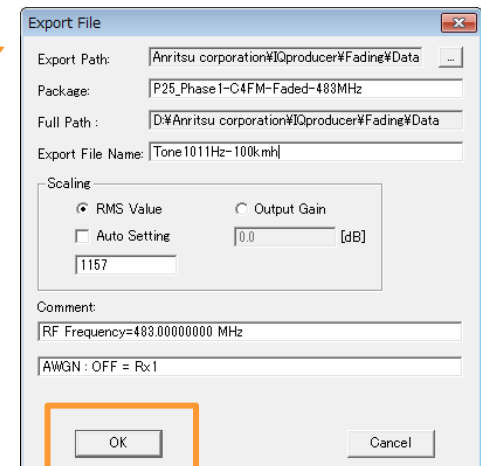 Export File
Export Path: Anritsu corporation¥IQproducer¥Fading¥Data ...
Package: P25_Phase1-C4FM-Faded-483MHz
Full Path : D:¥Anritsu corporation¥IQproducer¥Fading¥Data
Export File Name: Tone1011Hz-100kmh
Scaling
RMS Value Output Gain
Auto Setting 0.0 [dB]
1157
Comment:
RF Frequency=483.00000000 MHz
AWGN : OFF = Rx1
OK Cancel